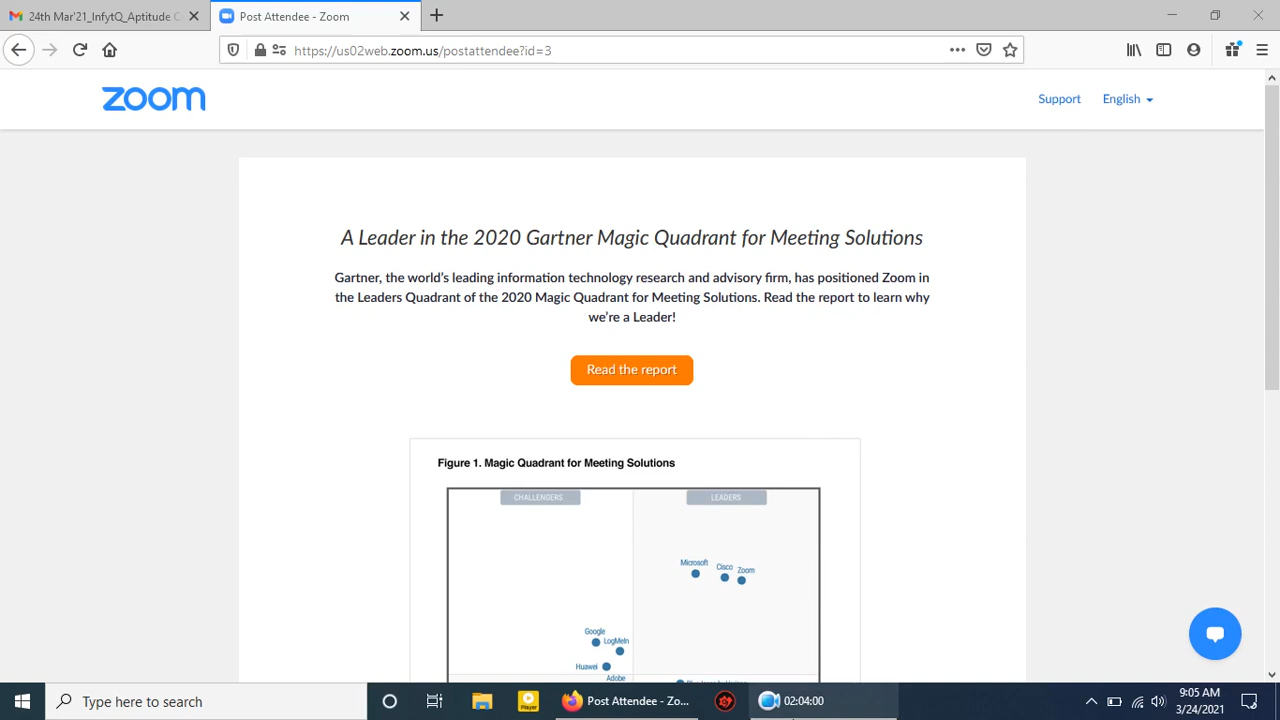 24th Mar'21_InfytQ_Aptitude C
Post Attendee - Zoom
https://us02web.zoom.us/postattendee?id=3
zoom
Support
English
A Leader in the 2020 Gartner Magic Quadrant for Meeting Solutions
Gartner, the world's leading information technology research and advisory firm, has positioned Zoom in
the Leaders Quadrant of the 2020 Magic Quadrant for Meeting Solutions. Read the report to learn why
we're a Leader!
Read the report
Figure 1. Magic Quadrant for Meeting Solutions
CHALLENGERS
LEADERS
Microsoft
Cisco
Zoom
Google
LogMeIn
Huawei
Adobe
Type here to search
Player
Post Attendee - Zo...
02:04:00
9:05 AM
3/24/2021